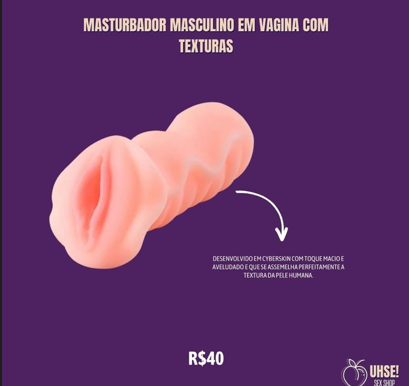 MASTURBADOR MASCULINO EM VAGINA COM
TEXTURAS
DESENVOLVIDO EM CYBERSKIN COM TOQUE MACIO E
AVELUDADO E QUE SE ASSEMELHA PERFEITAMENTE A
TEXTURA DA PELE HUMANA.
R$40
UHSE!
SEX SHOP